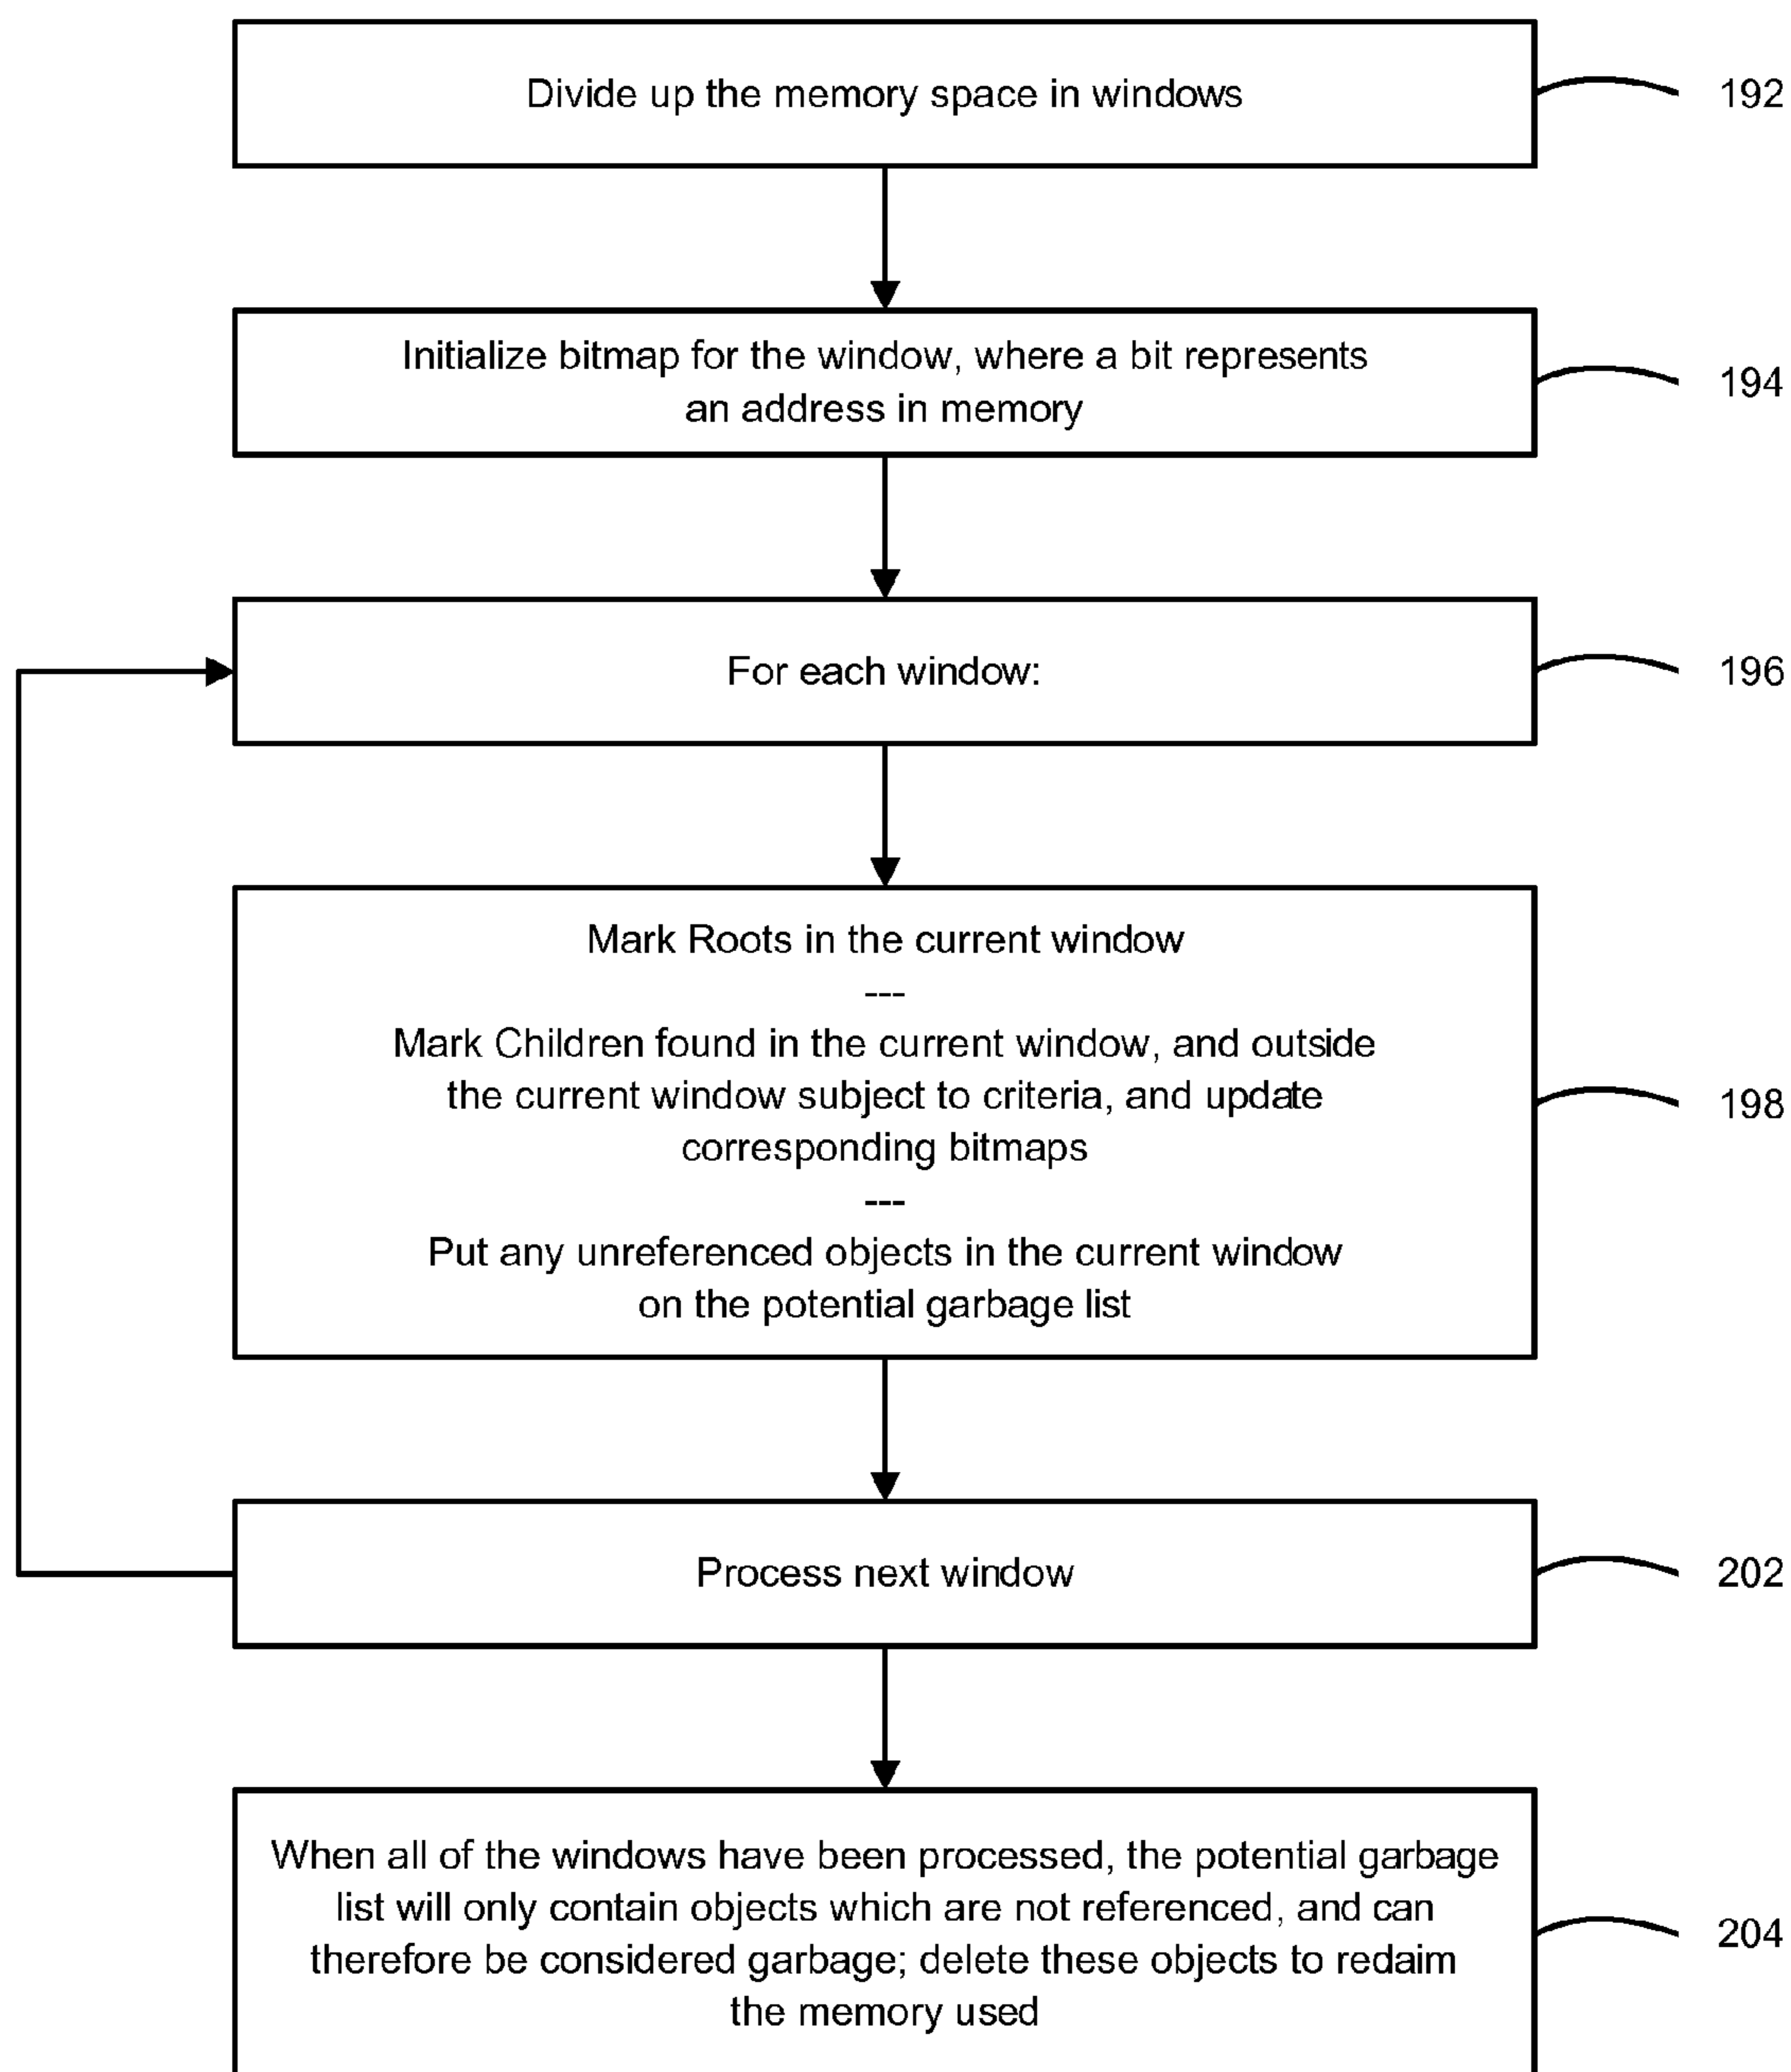 Divide up the memory space in windows
192
Initialize bitmap for the window, where a bit represents
an address in memory
194
For each window:
196
Mark Roots in the current window
---
Mark Children found in the current window, and outside
the current window subject to criteria, and update
corresponding bitmaps
---
Put any unreferenced objects in the current window
on the potential garbage list
198
Process next window
202
When all of the windows have been processed, the potential garbage
list will only contain objects which are not referenced, and can
therefore be considered garbage; delete these objects to reclaim
the memory used
204